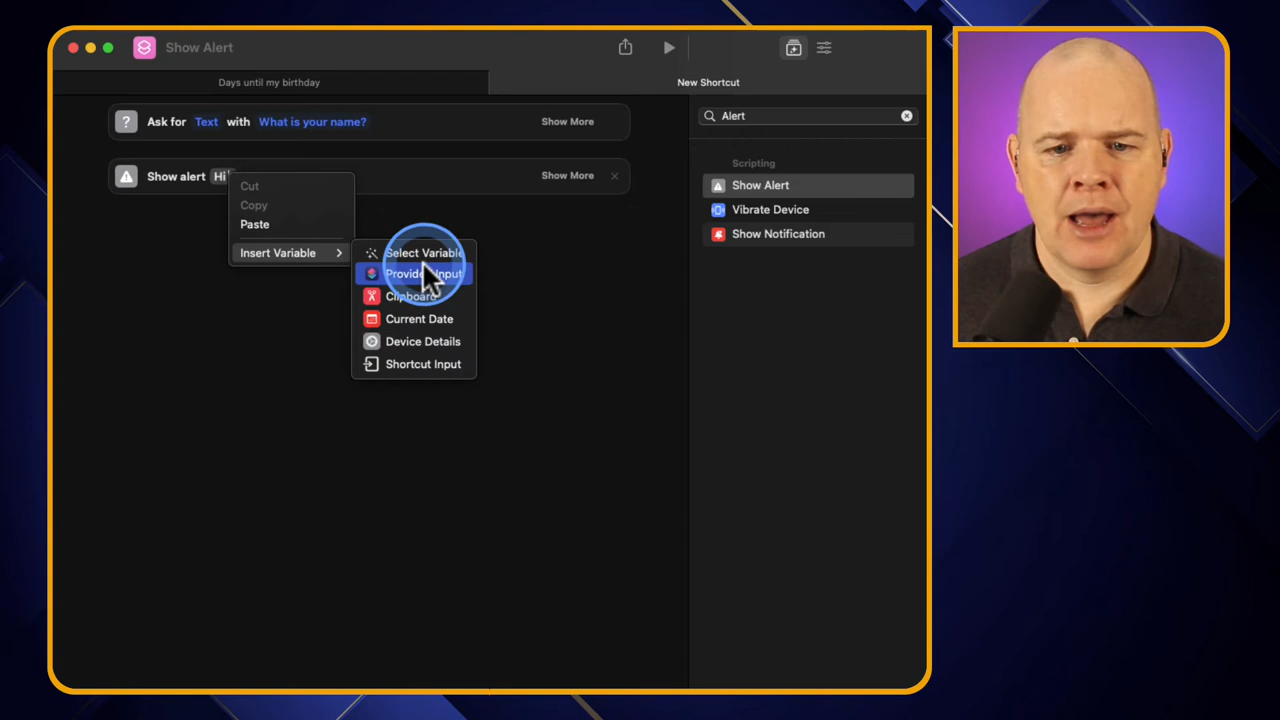 Show Alert
Days until my birthday
New Shortcut
Ask for Text with What is your name?
Show More
Alert
Scripting
Show alert Hi
Show More
Show Alert
Cut
Vibrate Device
Copy
Paste
Show Notification
Insert Variable
Select Variable
Input
Clipboard
Current Date
Device Details
Shortcut Input